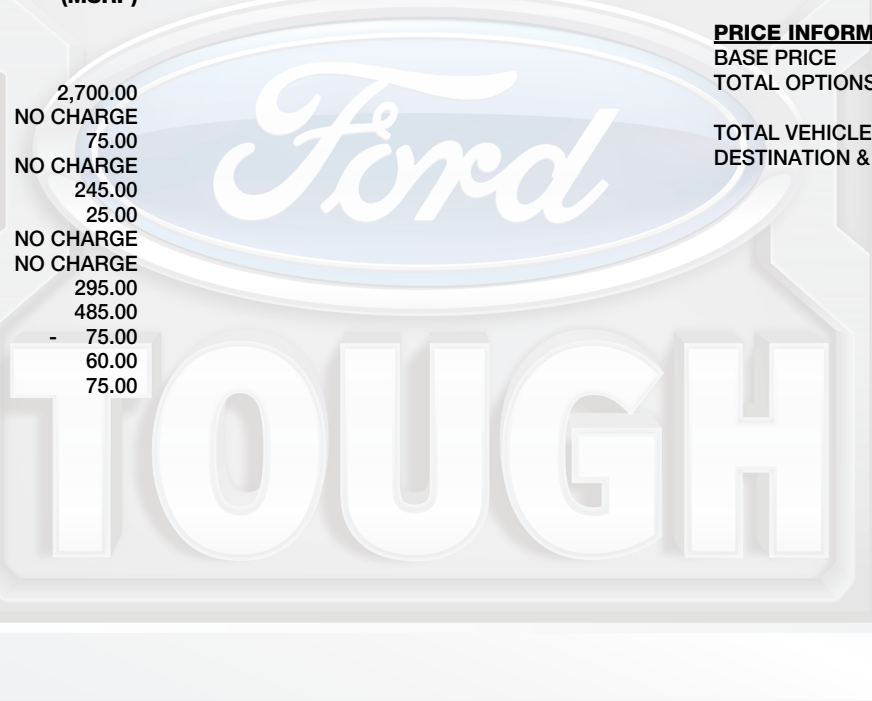 (MSRP)
2,700.00
NO CHARGE
75.00
NO CHARGE
245.00
25.00
NO CHARGE
NO CHARGE
295.00
485.00
- 75.00
60.00
75.00
PRICE INFORM
BASE PRICE
TOTAL OPTIONS
TOTAL VEHICLE
DESTINATION &
Ford
TOUGH